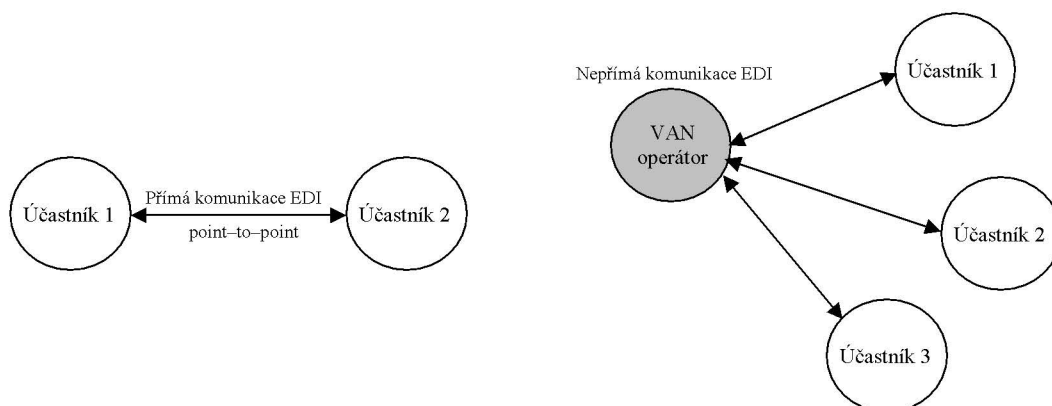 Účastník 1
Přímá komunikace EDI
point–to–point
Účastník 2
Nepřímá komunikace EDI
VAN
operátor
Účastník 1
Účastník 2
Účastník 3